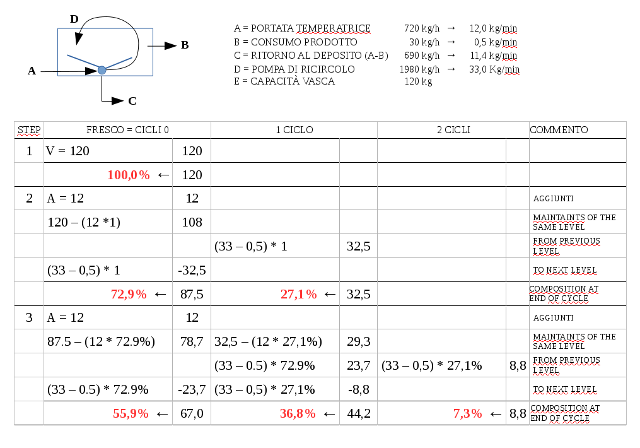 D
B
A
C
A = PORTATA TEMPERATRICE 720 kg/h → 12,0 kg/min
B = CONSUMO PRODOTTO 30 kg/h → 0,5 kg/min
C = RITORNO AL DEPOSITO (A-B) 690 kg/h → 11,4 kg/min
D = POMPA DI RICIRCOLO 1980 kg/h → 33,0 Kg/min
E = CAPACITÀ VASCA 120 kg
STEP FRESCO = CICLI 0 1 CICLO 2 CICLI COMMENTO
1 V = 120 120
100,0% ← 120
2 A = 12 12 AGGIUNTI
120 – (12 *1) 108 MAINTAINTS OF THE
SAME LEVEL
(33 – 0,5) * 1 32,5 FROM PREVIOUS
LEVEL
(33 – 0,5) * 1 -32,5 TO NEXT LEVEL
72,9% ← 87,5 27,1% ← 32,5 COMPOSITION AT
END OF CYCLE
3 A = 12 12 AGGIUNTI
87.5 – (12 * 72.9%) 78,7 32,5 – (12 * 27,1%) 29,3 MAINTAINTS OF THE
SAME LEVEL
(33 – 0.5) * 72.9% 23,7 (33 – 0,5) * 27,1% 8,8 FROM PREVIOUS
LEVEL
(33 – 0.5) * 72.9% -23,7 (33 – 0,5) * 27,1% -8,8 TO NEXT LEVEL
55,9% ← 67,0 36,8% ← 44,2 7,3% ← 8,8 COMPOSITION AT
END OF CYCLE